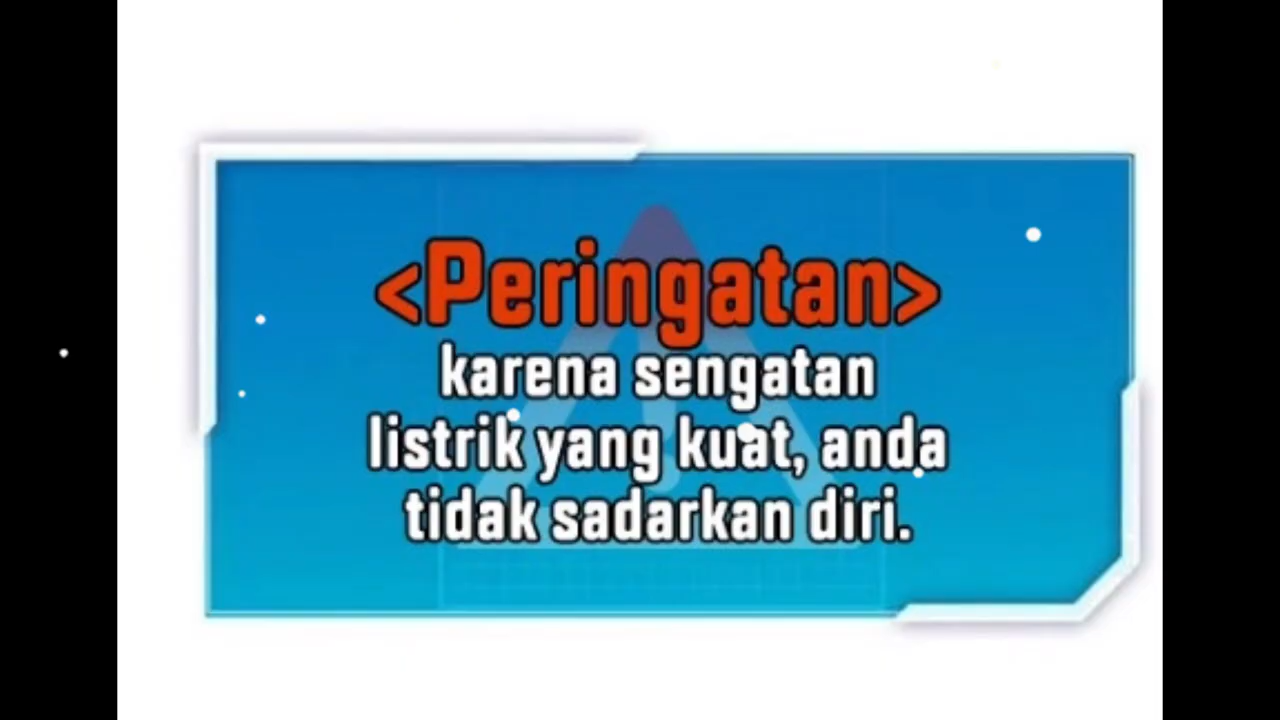 <Peringatan>
karena sengatan
listrik yang kuat, anda
tidak sadarkan diri.